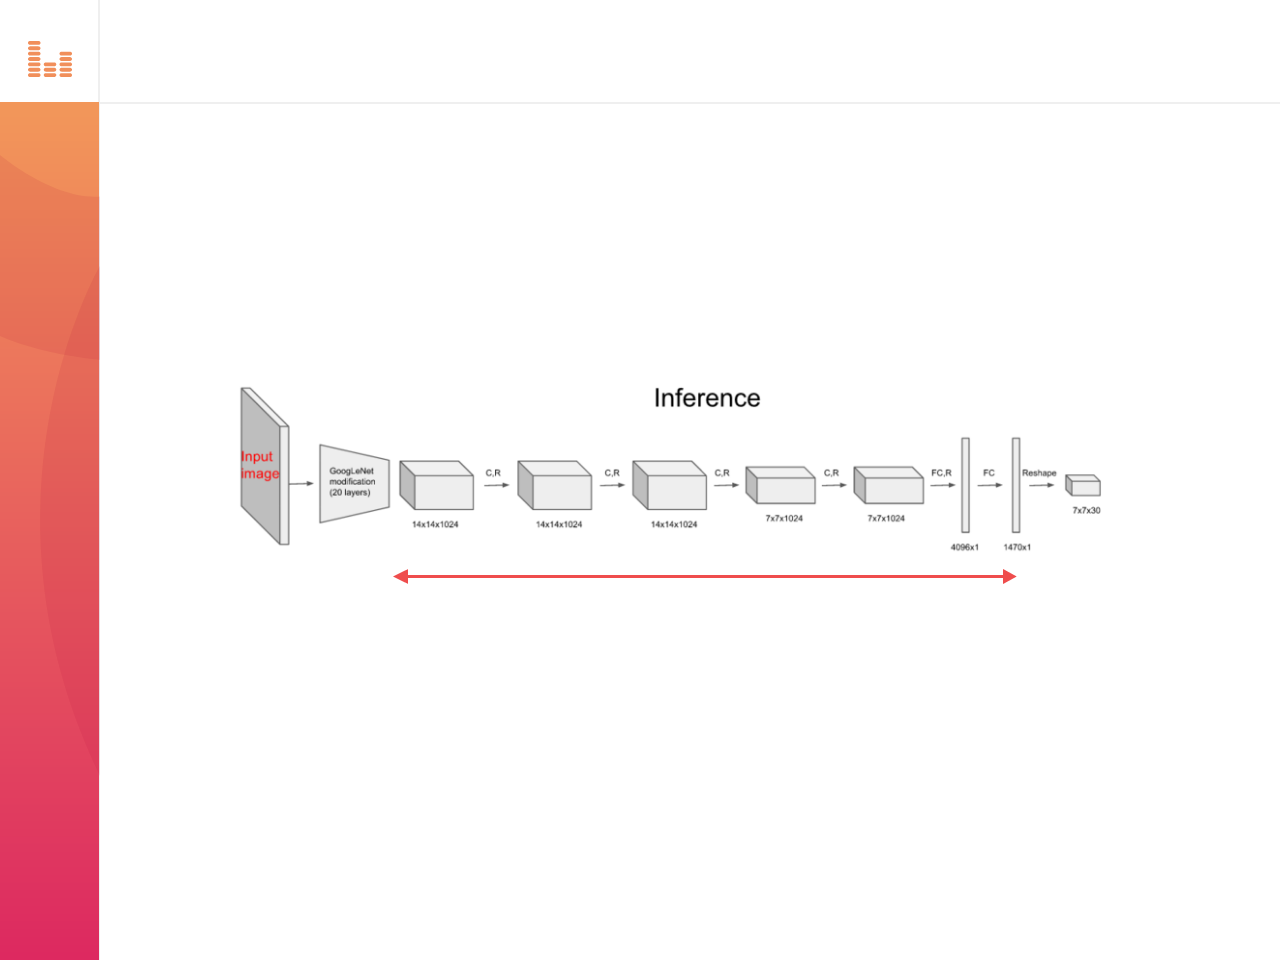 Inference
Input
image
GoogLeNet
modification
(20 layers)
C,R
C,R
C,R
C,R
FC,R
FC
Reshape
14x14x1024
14x14x1024
14x14x1024
7x7x1024
7x7x1024
4096x1
1470x1
7x7x30